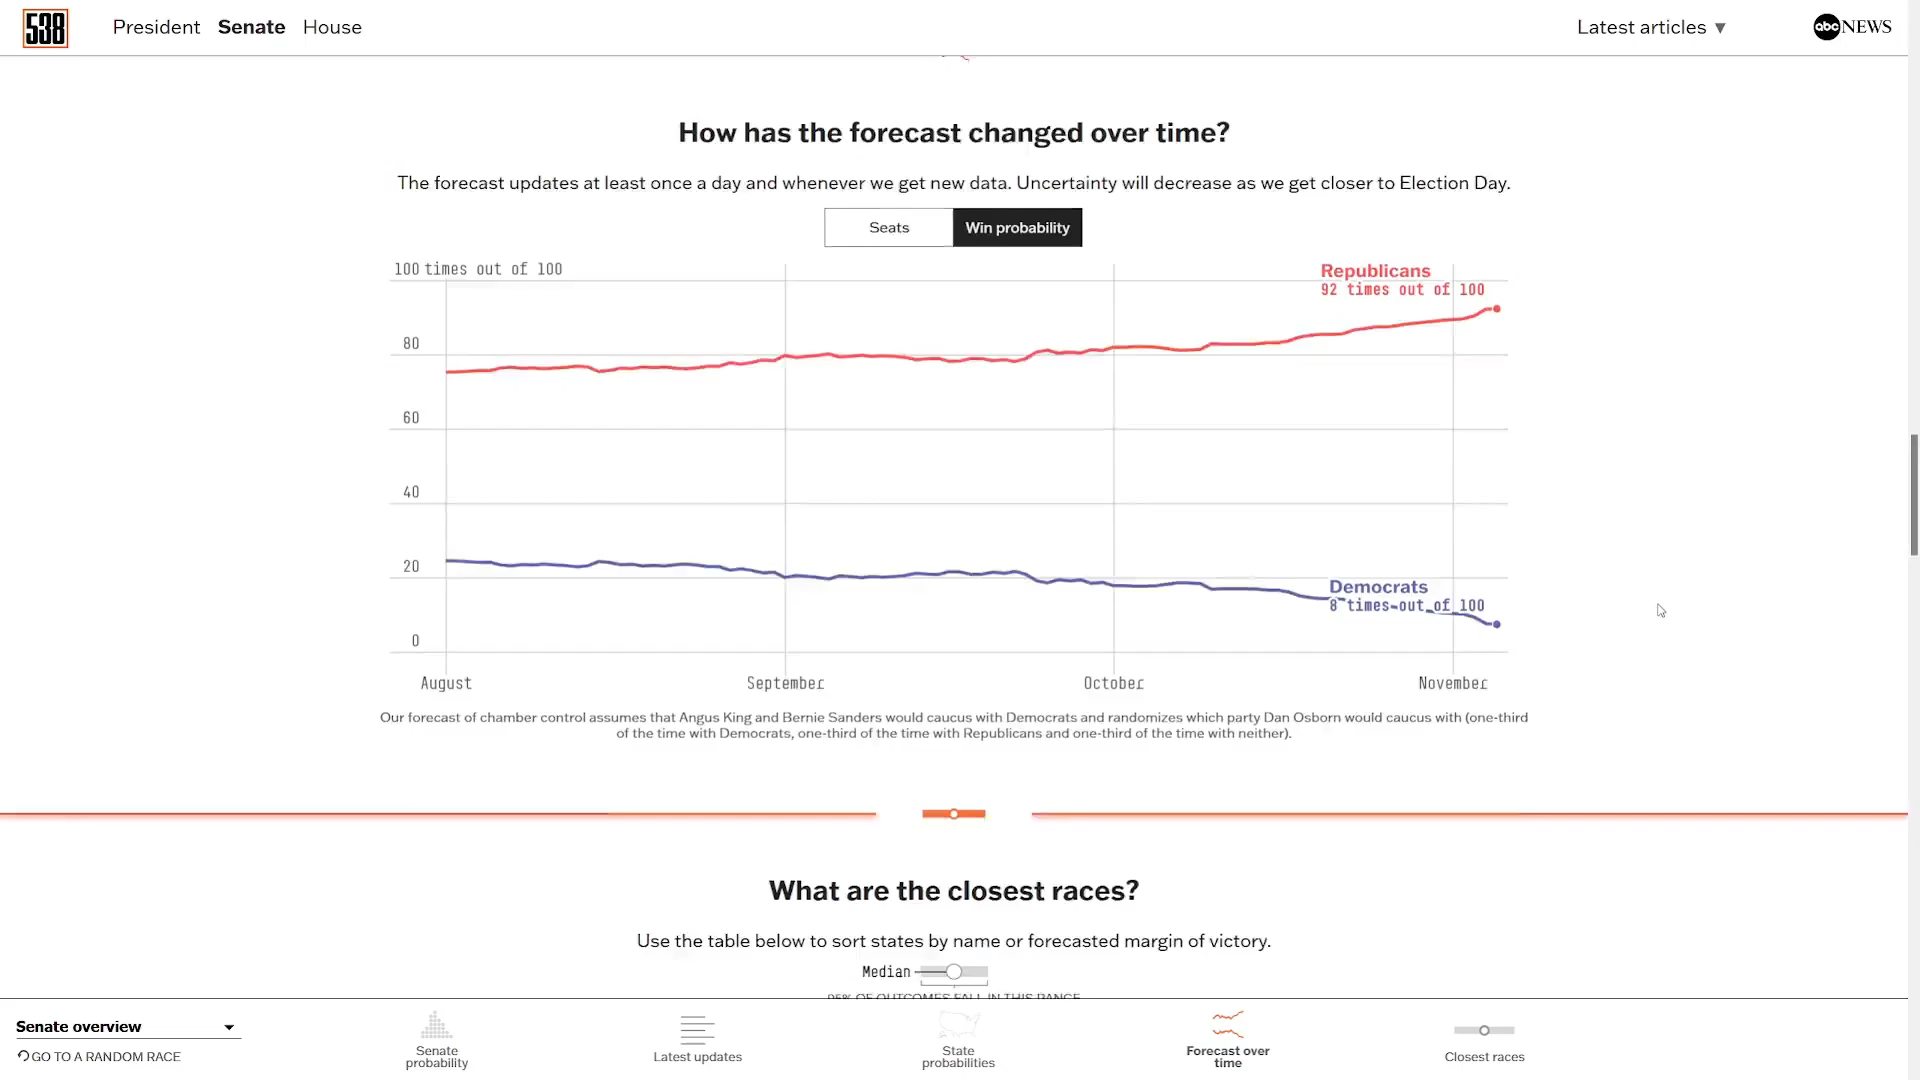 538
President
Senate
House
Latest articles ▼
abc NEWS
How has the forecast changed over time?
The forecast updates at least once a day and whenever we get new data. Uncertainty will decrease as we get closer to Election Day.
Seats
Win probability
100 times out of 100
Republicans
92 times out of 100
80
60
40
20
Democrats
8 times out of 100
0
August
September
October
November
Our forecast of chamber control assumes that Angus King and Bernie Sanders would caucus with Democrats and randomizes which party Dan Osborn would caucus with (one-third
of the time with Democrats, one-third of the time with Republicans and one-third of the time with neither).
What are the closest races?
Use the table below to sort states by name or forecasted margin of victory.
Median
95% OF OUTCOMES FALL IN THIS RANGE
Senate overview
GO TO A RANDOM RACE
Senate
probability
Latest updates
State
probabilities
Forecast over
time
Closest races